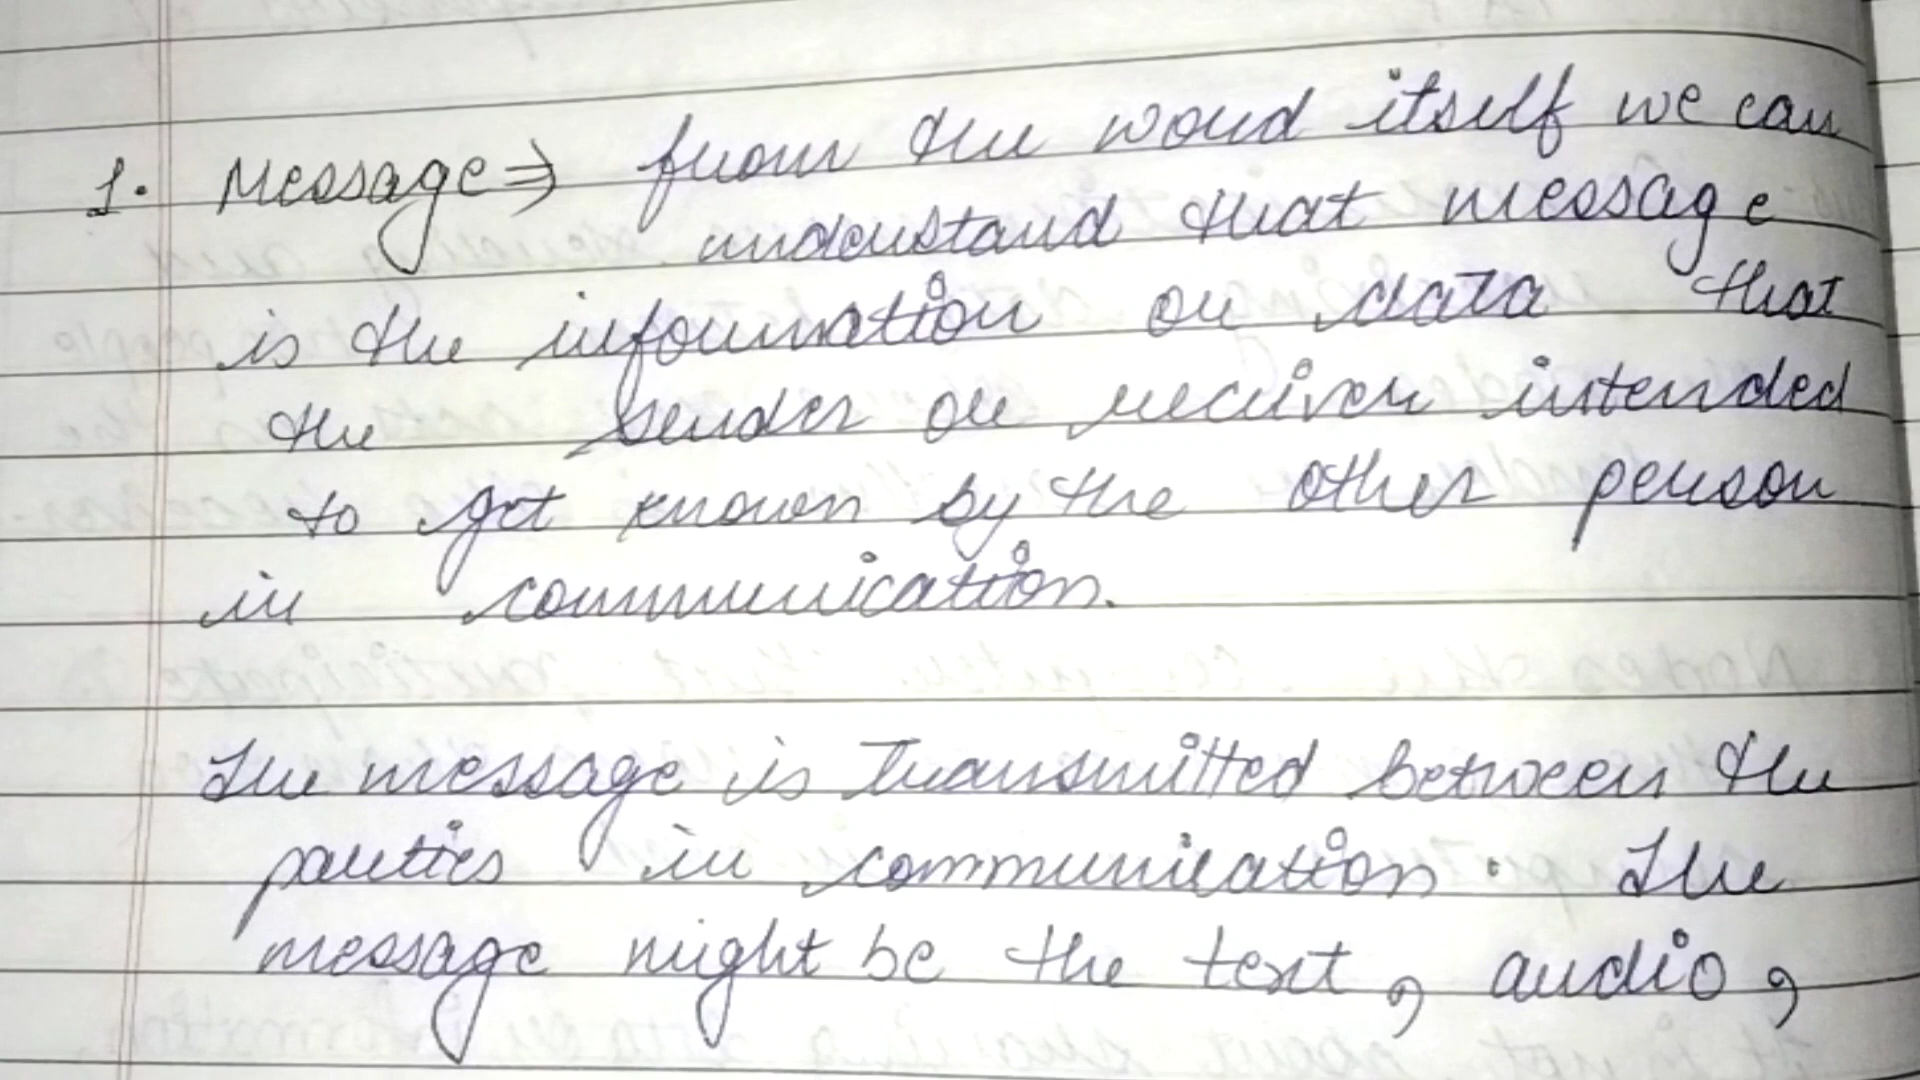 1. Message ⇒ from the word itself we can
understand that message
is the information or data that
the sender or receiver intended
to get known by the other person
in communication.
The message is Transmitted between the
parties in communication. The
message might be the text, audio,